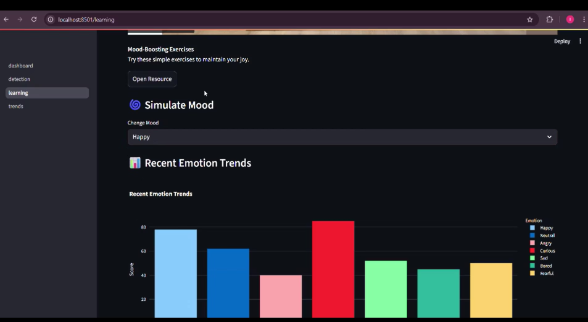 localhost:8501/learning
Deploy
dashboard
detection
learning
trends
Mood-Boosting Exercises
Try these simple exercises to maintain your joy.
Open Resource
Simulate Mood
Change Mood
Happy
Recent Emotion Trends
Recent Emotion Trends
Score
80
60
40
20
Emotion
Happy
Neutral
Angry
Curious
Sad
Bored
Fearful